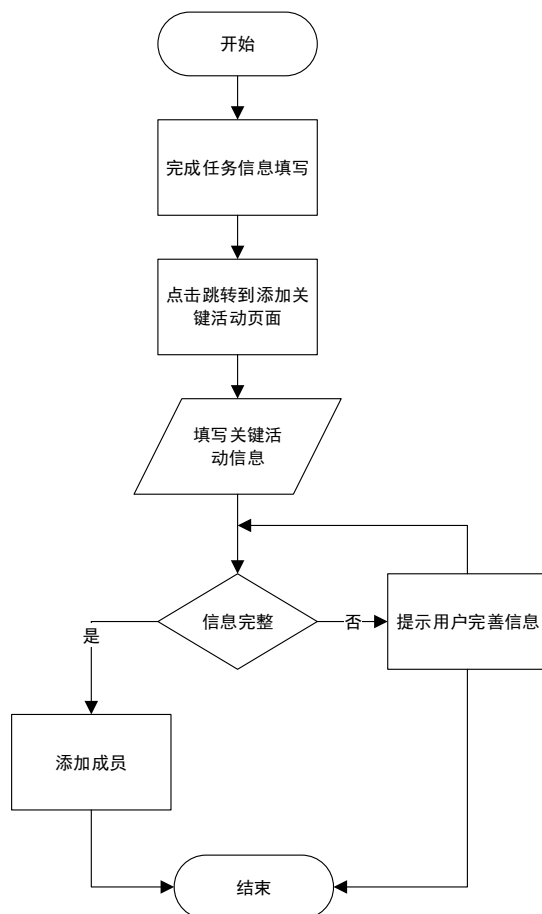 开始
完成任务信息填写
点击跳转到添加关
键活动页面
填写关键活
动信息
信息完整
否
提示用户完善信息
是
添加成员
结束